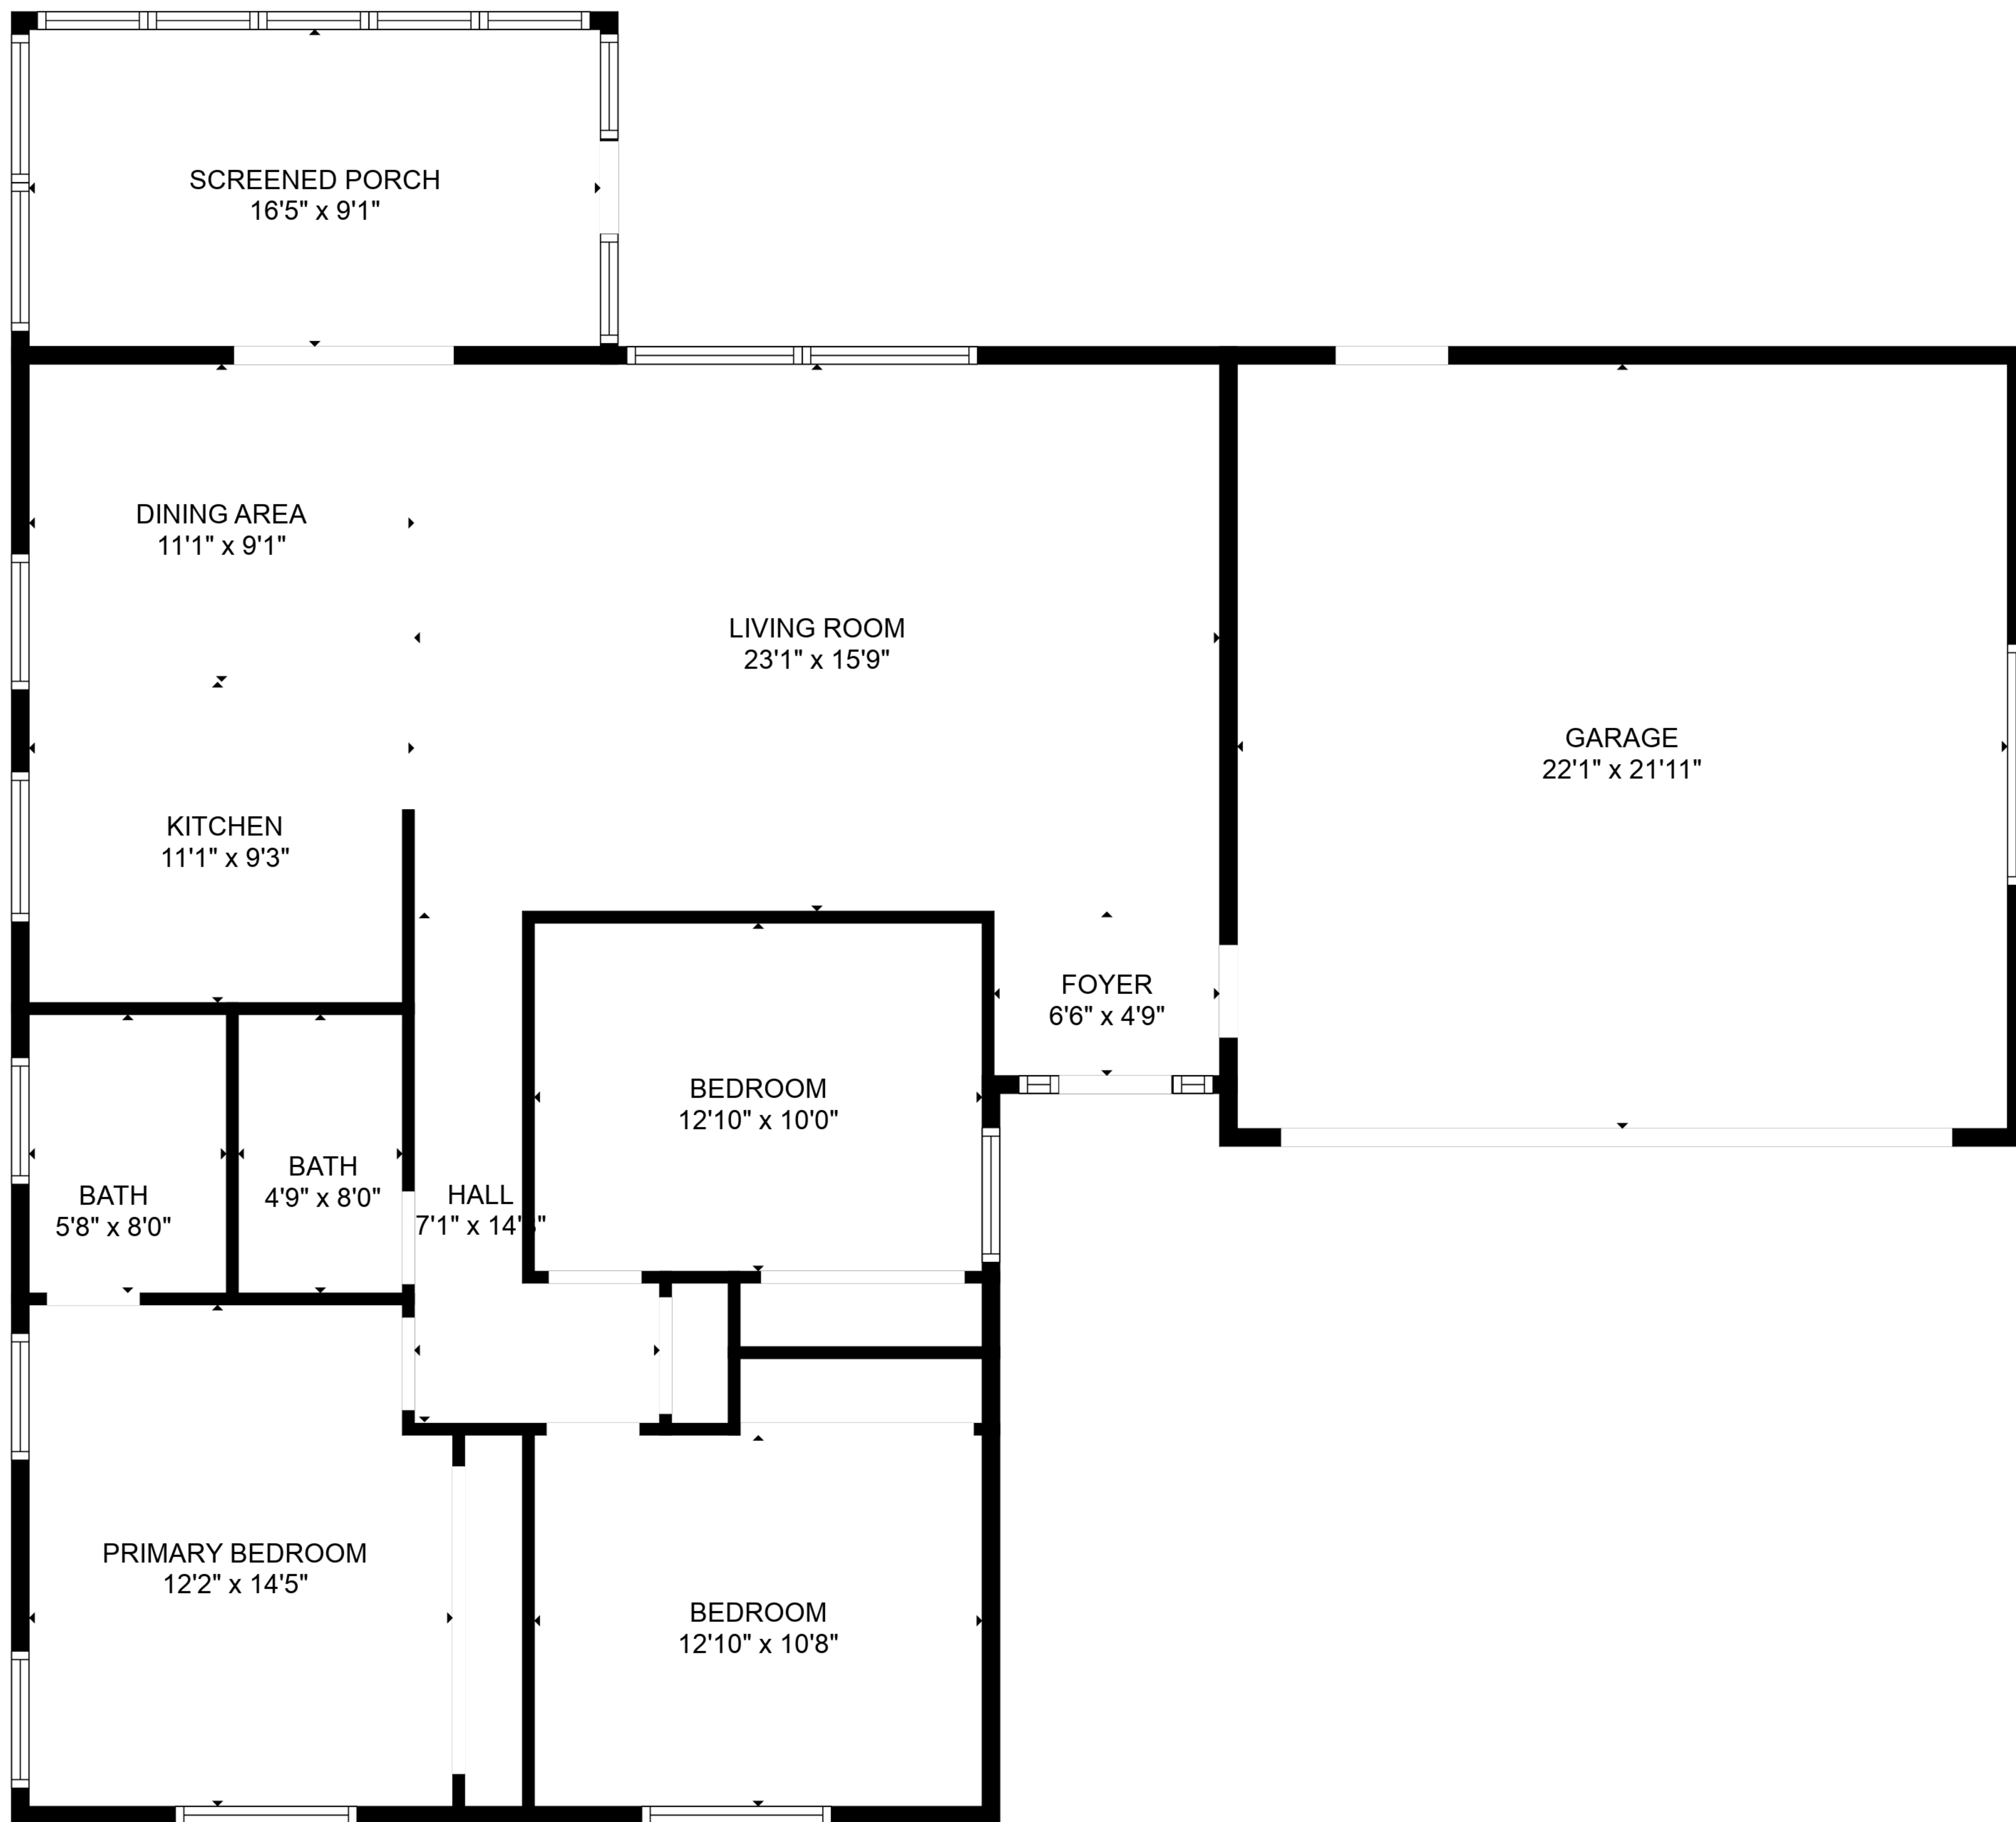 SCREENED PORCH
16'5" x 9'1"
DINING AREA
11'1" x 9'1"
LIVING ROOM
23'1" x 15'9"
GARAGE
22'1" x 21'11"
KITCHEN
11'1" x 9'3"
FOYER
6'6" x 4'9"
BEDROOM
12'10" x 10'0"
BATH
4'9" x 8'0"
BATH
5'8" x 8'0"
HALL
7'1" x
PRIMARY BEDROOM
12'2" x 14'5"
BEDROOM
12'10" x 10'8"